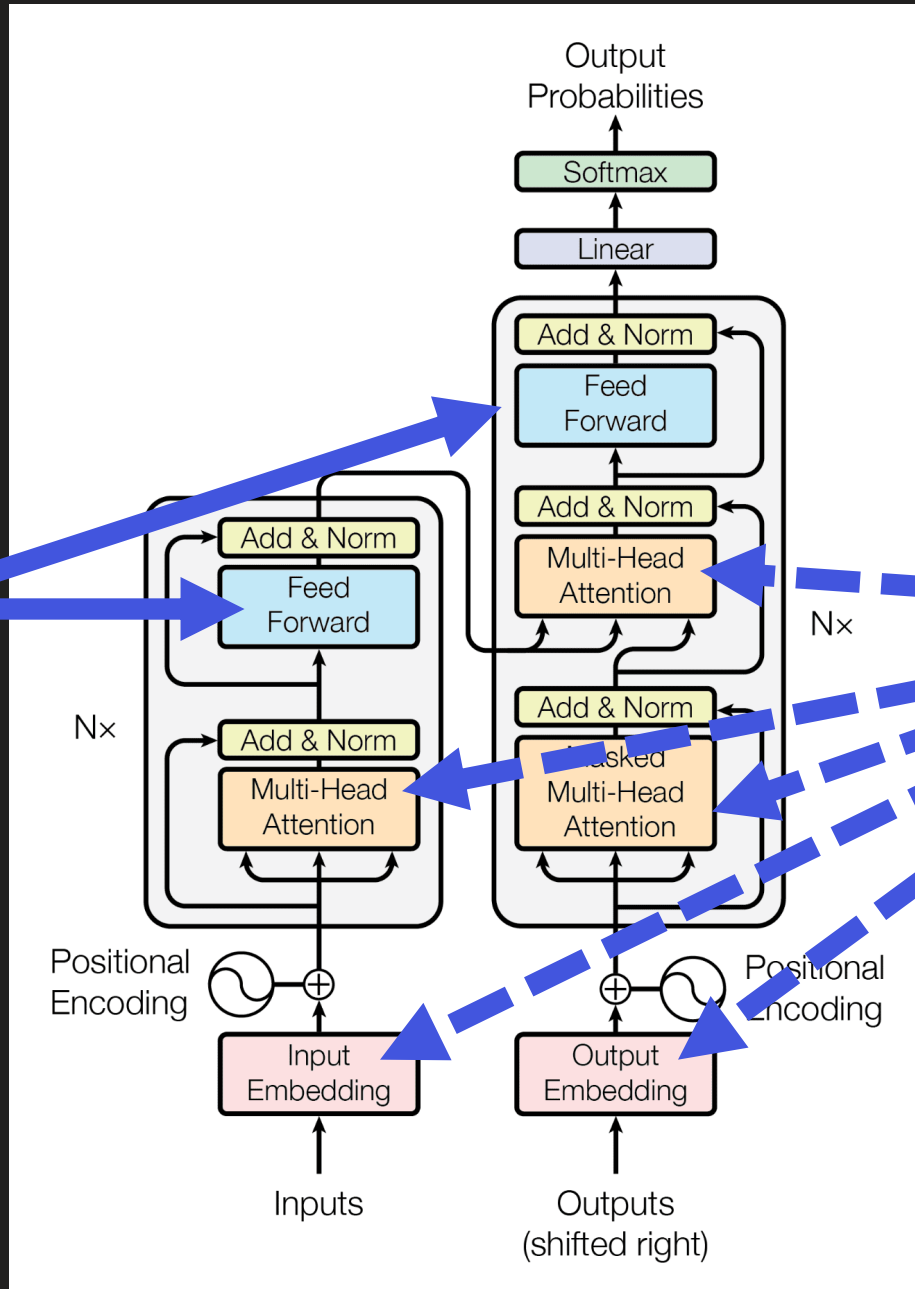 Output
Probabilities
Softmax
Linear
Add & Norm
Feed
Forward
Add & Norm
Multi-Head
Attention
Nx
Add & Norm
Masked
Multi-Head
Attention
Add & Norm
Feed
Forward
Nx
Add & Norm
Multi-Head
Attention
Positional
Encoding
Positional
Encoding
Input
Embedding
Output
Embedding
Inputs
Outputs
(shifted right)